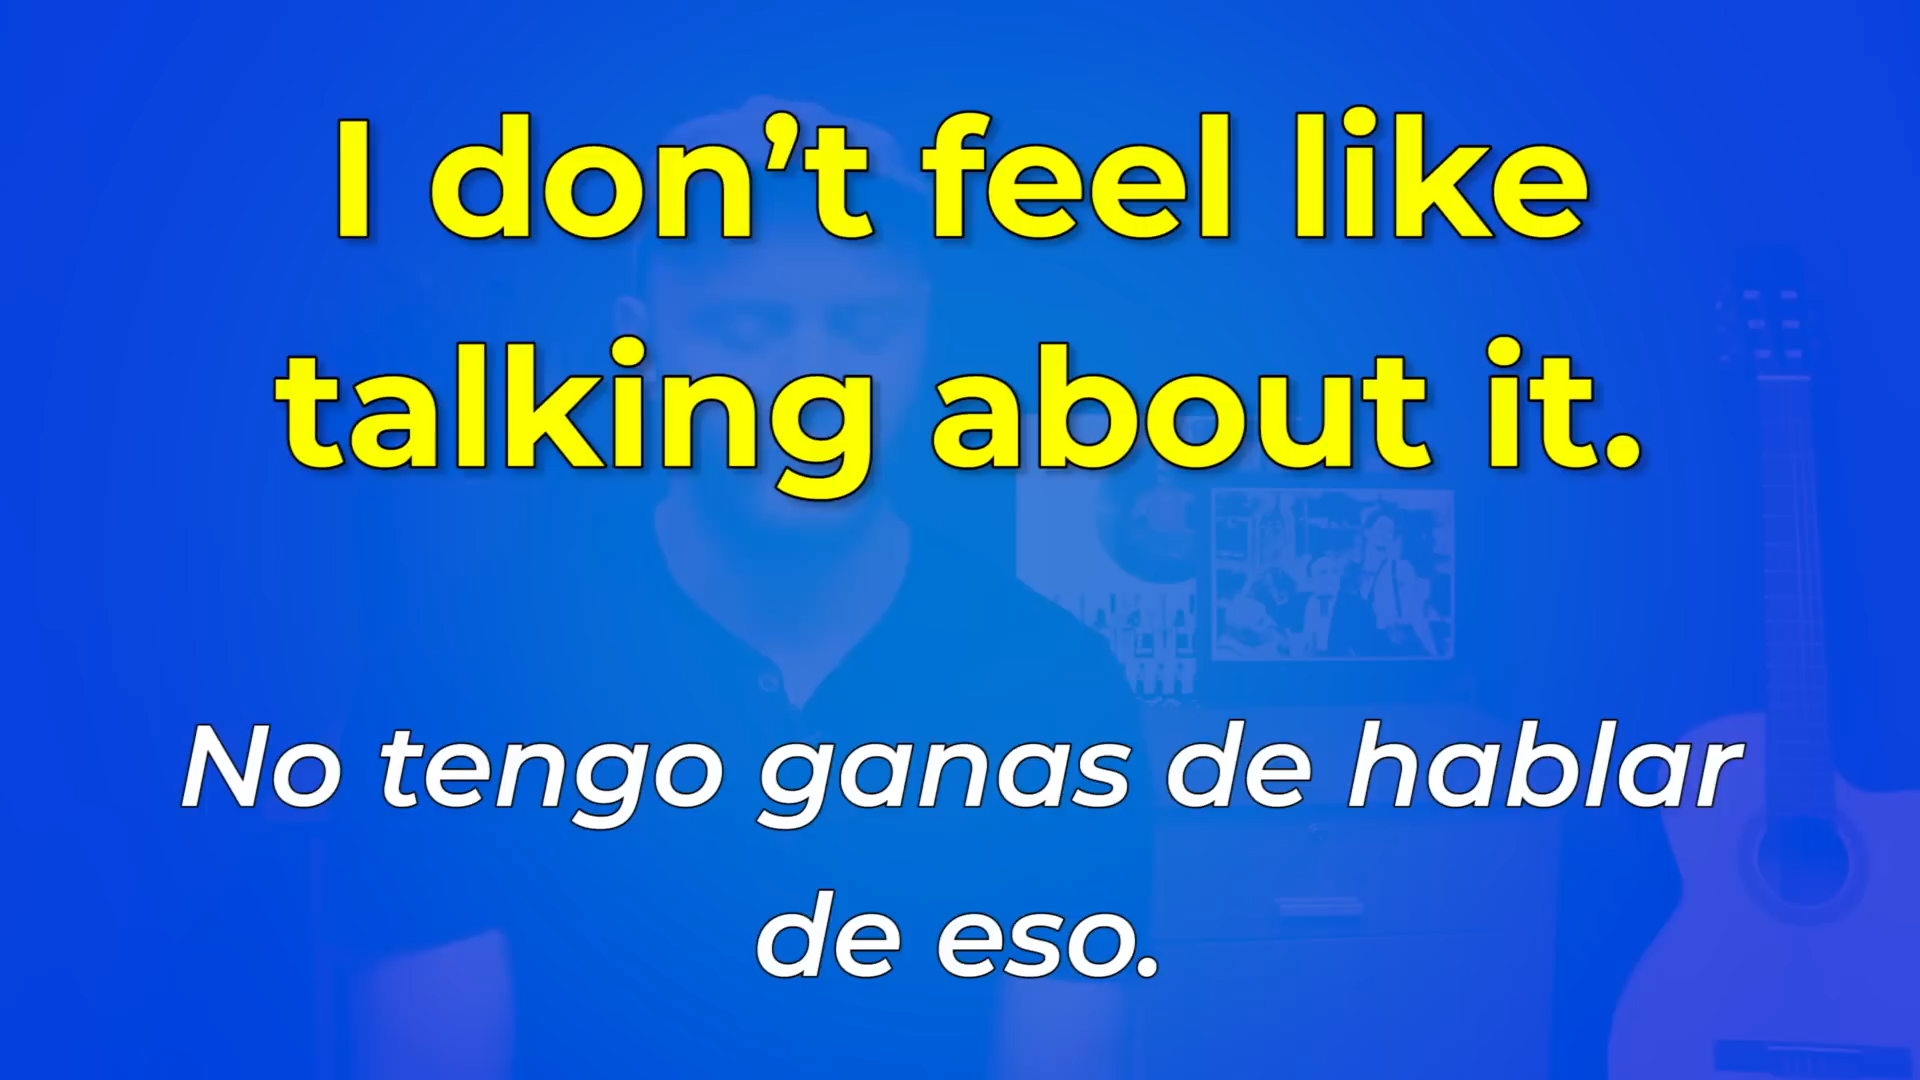 I don’t feel like
talking about it.
No tengo ganas de hablar
de eso.